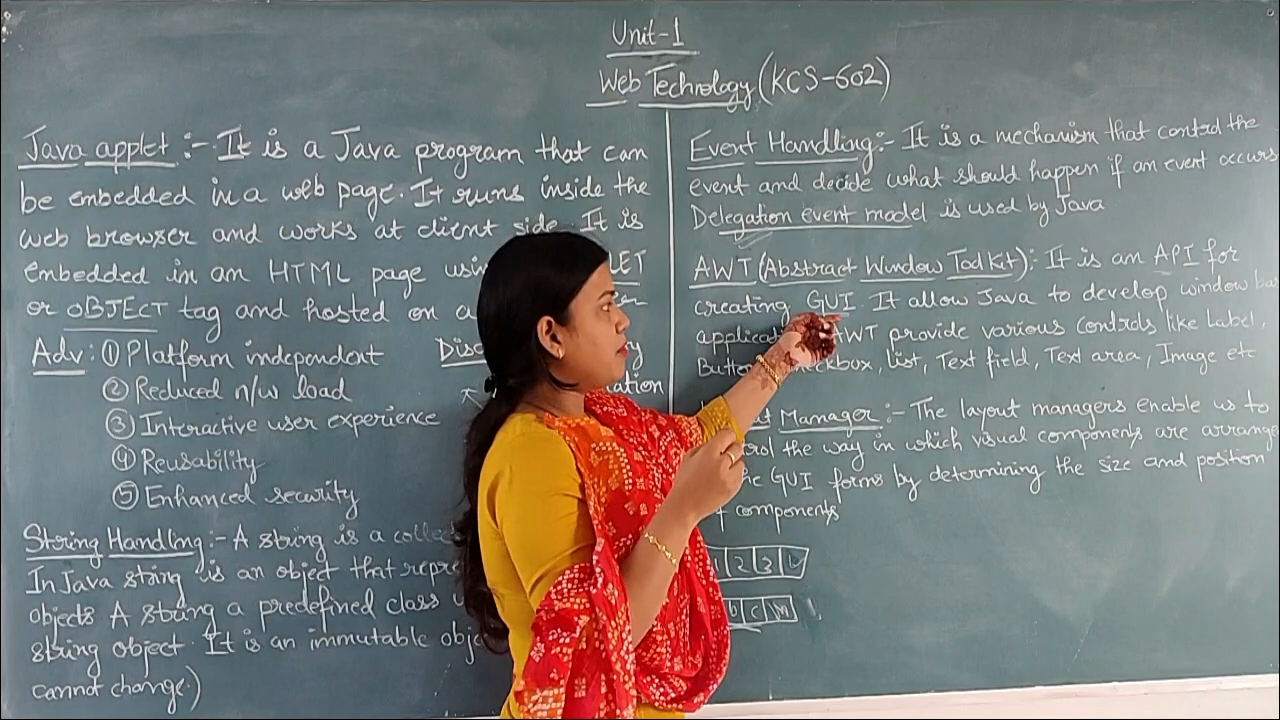 Unit-1
Web Technology (KCS-602)
Java applet :- It is a Java program that can
be embedded in a web page. It runs inside the
web browser and works at client side. It is
embedded in an HTML page
or OBJECT tag and hosted on a
Adv: ① Platform independent
② Reduced n/w load
③ Interactive user experience
④ Reusability
⑤ Enhanced security
String Handling :- A string is a
In Java string is an object that
objects A string a predefined class
string object. It is an immutable
cannot change.)
Event Handling :- It is a mechanism that control the
event and decide what should happen if an event occurs
Delegation event model is used by Java
AWT (Abstract Window Tool Kit) : It is an API for
creating GUI. It allow Java to develop window
AWT provide various controls like Label,
list, Text field, Text area, Image etc
Manager :- The layout managers enable us to
the way in which visual components are
GUI forms by determining the size and position
components
1 2 3
b c m